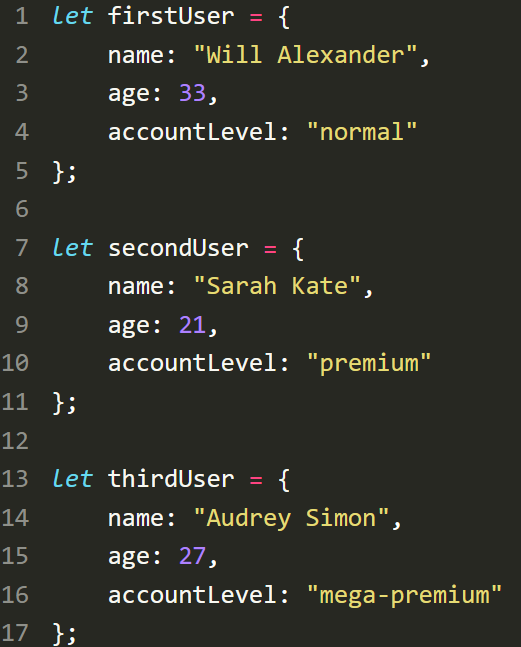 1 let firstUser = {
2     name: "Will Alexander",
3     age: 33,
4     accountLevel: "normal"
5 };
6
7 let secondUser = {
8     name: "Sarah Kate",
9     age: 21,
10     accountLevel: "premium"
11 };
12
13 let thirdUser = {
14     name: "Audrey Simon",
15     age: 27,
16     accountLevel: "mega-premium"
17 };